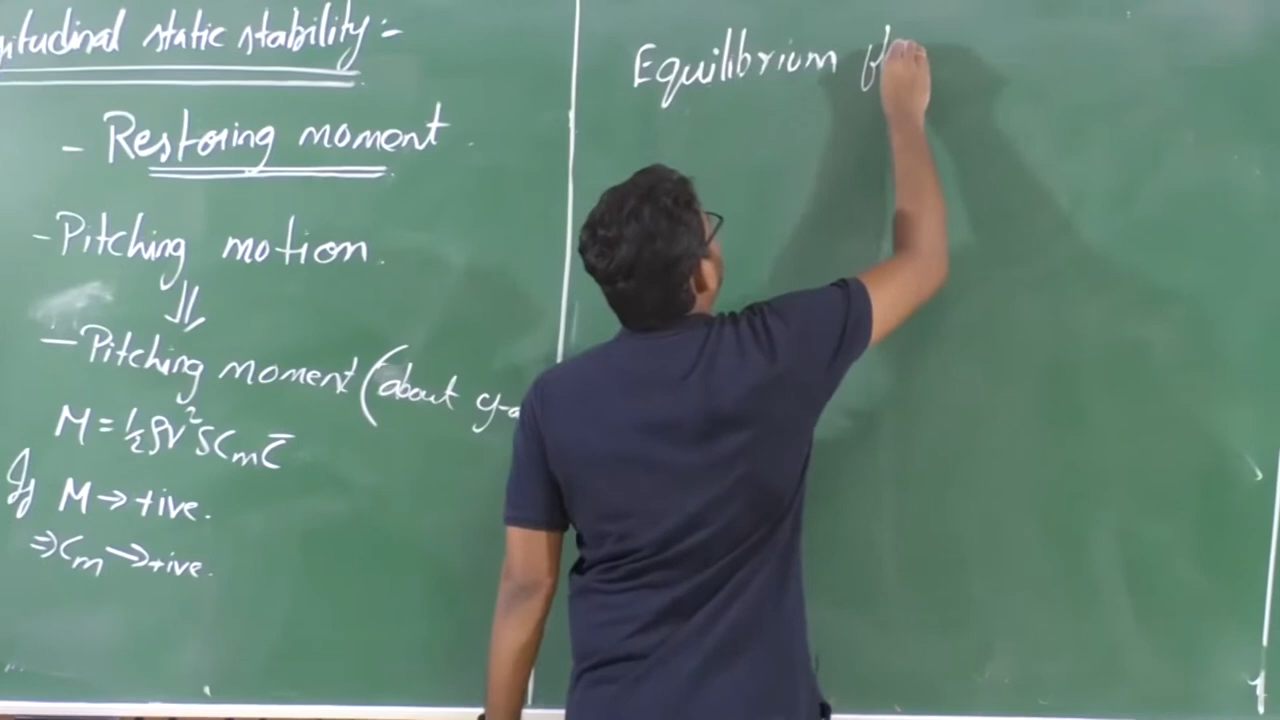 itudinal static stability:-
- Restoring moment.
- Pitching motion.
⇓
- Pitching moment (about y-a
M = ½ρV²SCmc̄
If M → +ive.
⇒ Cm → +ive.
Equilibrium